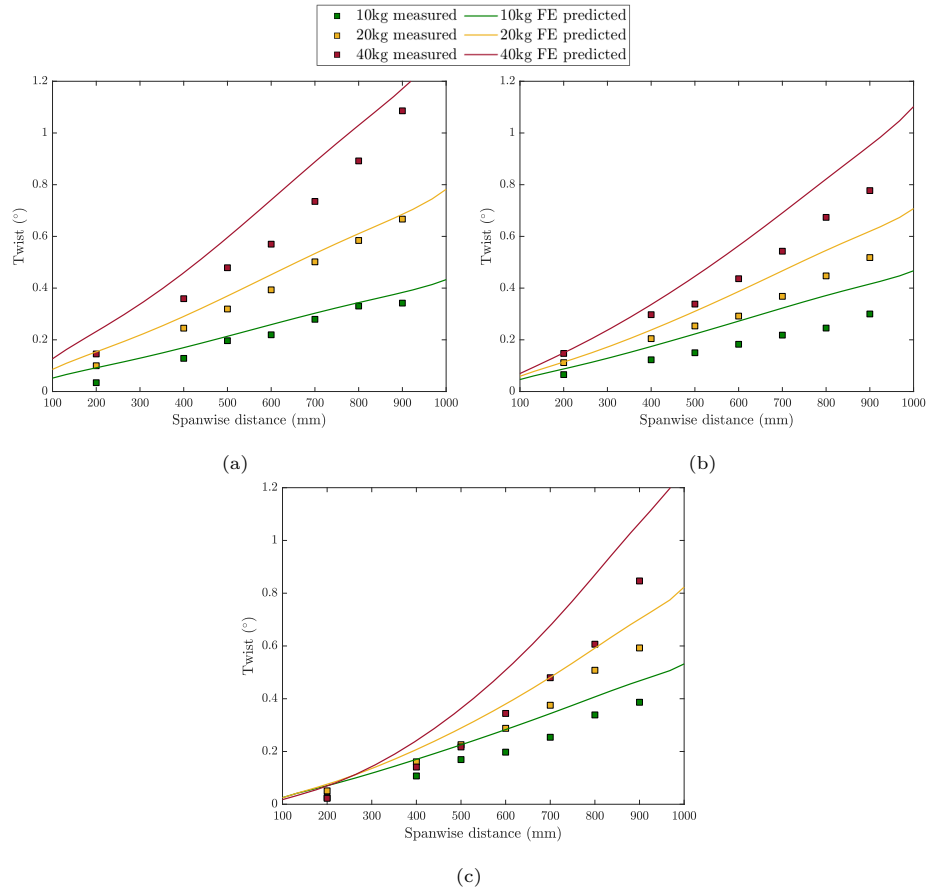 10kg measured 10kg FE predicted
20kg measured 20kg FE predicted
40kg measured 40kg FE predicted
1.2
1
0.8
0.6
0.4
0.2
0
Twist (°)
100 200 300 400 500 600 700 800 900 1000
Spanwise distance (mm)
(a)
1.2
1
0.8
0.6
0.4
0.2
0
Twist (°)
100 200 300 400 500 600 700 800 900 1000
Spanwise distance (mm)
(b)
1.2
1
0.8
0.6
0.4
0.2
0
Twist (°)
100 200 300 400 500 600 700 800 900 1000
Spanwise distance (mm)
(c)